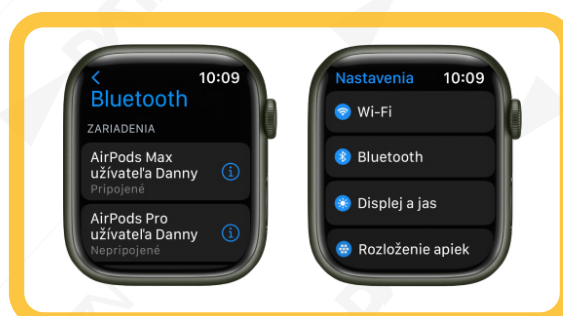 10:09
Bluetooth
ZARIADENIA
AirPods Max
užívateľa Danny
Pripojené
AirPods Pro
užívateľa Danny
Nepripojené
Nastavenia 10:09
Wi-Fi
Bluetooth
Displej a jas
Rozloženie apiek